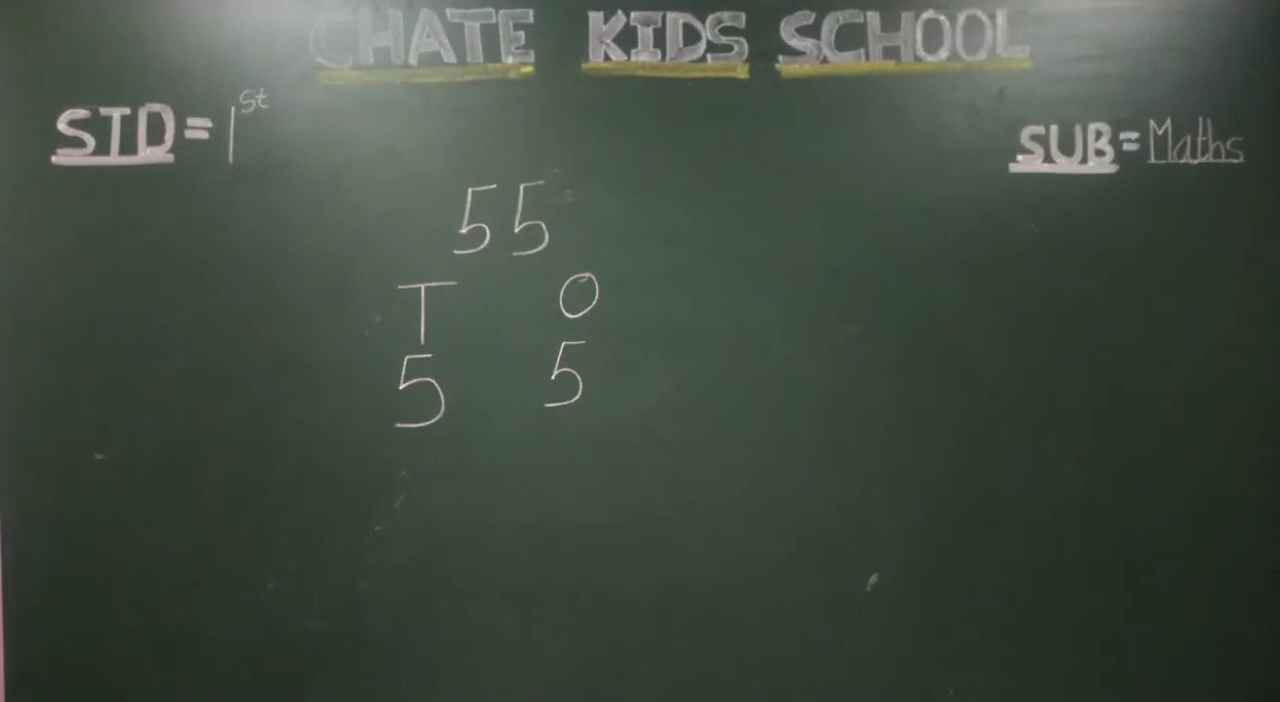 CHATE KIDS SCHOOL
STD = 1st
SUB = Maths
55
T O
5 5